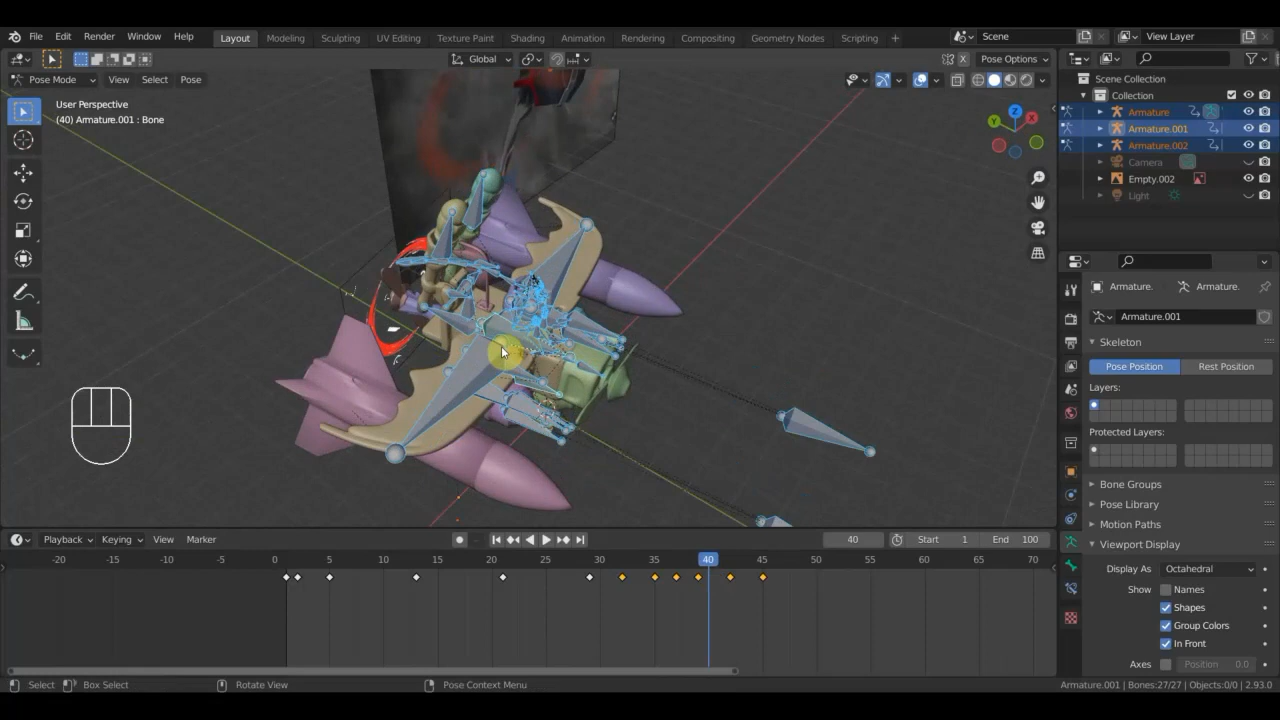 File Edit Render Window Help Layout Modeling Sculpting UV Editing Texture Paint Shading Animation Rendering Compositing Geometry Nodes Scripting + Scene View Layer
Global Pose Options
Pose Mode View Select Pose
User Perspective
(40) Armature.001 : Bone
Z
Y
X
Scene Collection
Collection
Armature
Armature.001
Armature.002
Camera
Empty.002
Light
Armature. Armature.
Armature.001
Skeleton
Pose Position Rest Position
Layers:
Protected Layers:
Bone Groups
Pose Library
Motion Paths
Viewport Display
Display As Octahedral
Show Names
Shapes
Group Colors
In Front
Axes Position 0.0
Playback Keying View Marker 40 Start 1 End 100
-20 -15 -10 -5 0 5 10 15 20 25 30 35 40 45 50 55 60 65 70
Select Box Select Rotate View Pose Context Menu Armature.001 | Bones:27/27 | Objects:0/0 | 2.93.0